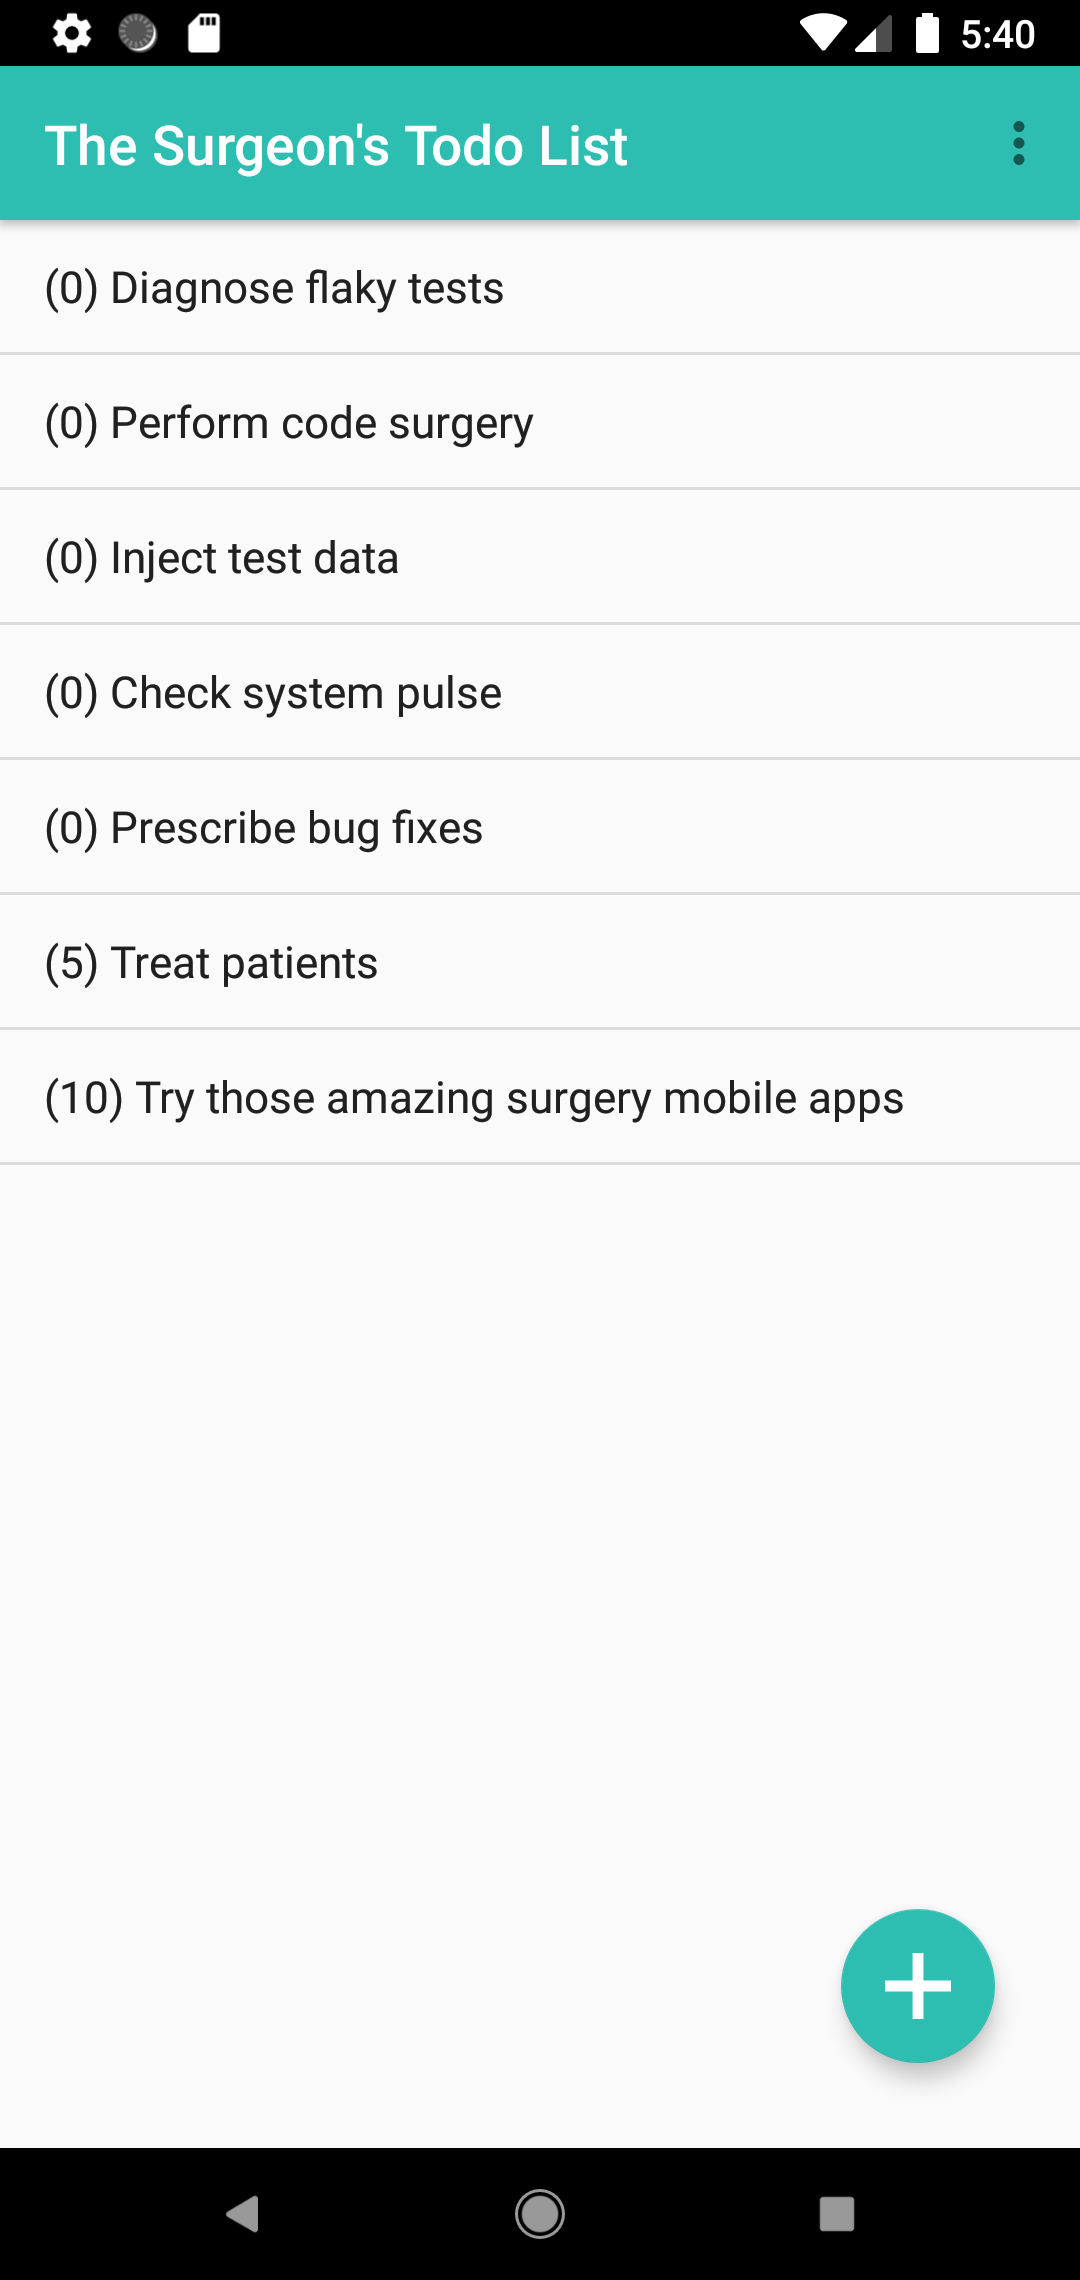 5:40
The Surgeon's Todo List
(0) Diagnose flaky tests
(0) Perform code surgery
(0) Inject test data
(0) Check system pulse
(0) Prescribe bug fixes
(5) Treat patients
(10) Try those amazing surgery mobile apps